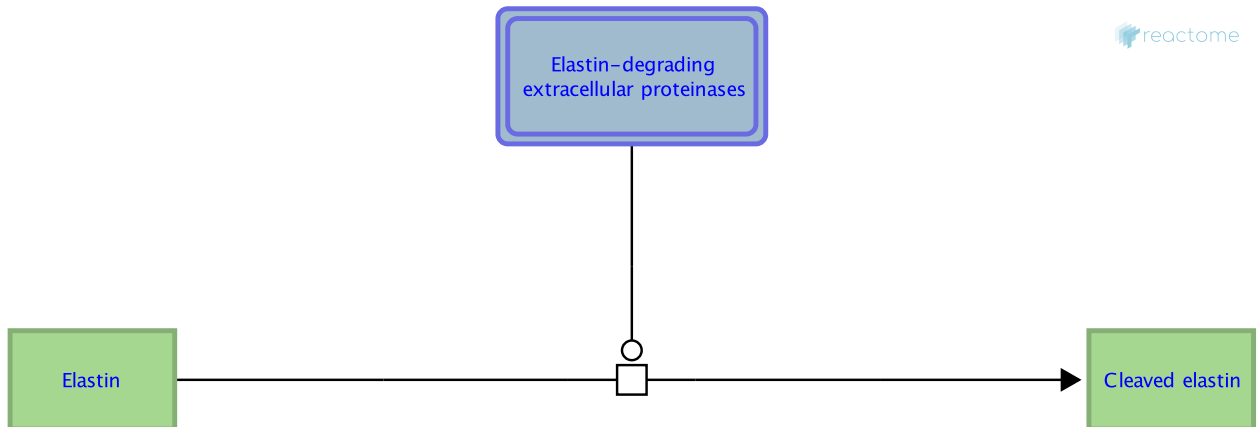 Elastin-degrading
extracellular proteinases
reactome
Elastin
Cleaved elastin